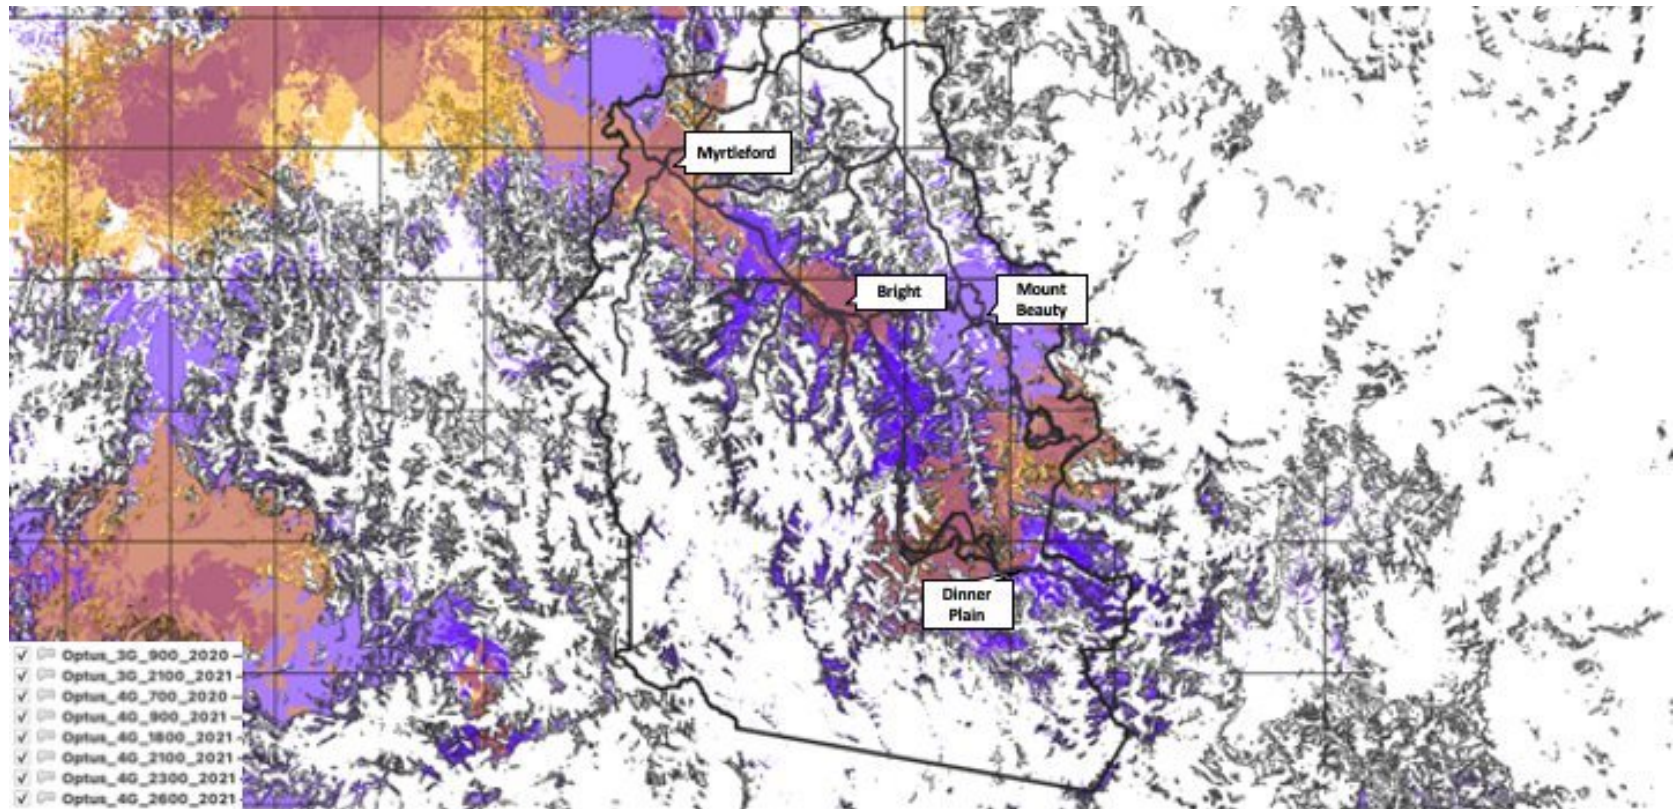 Myrtleford
Bright
Mount
Beauty
Dinner
Plain
Optus_3G_900_2020
Optus_3G_2100_2021
Optus_4G_700_2020
Optus_4G_900_2021
Optus_4G_1800_2021
Optus_4G_2100_2021
Optus_4G_2300_2021
Optus_4G_2600_2021